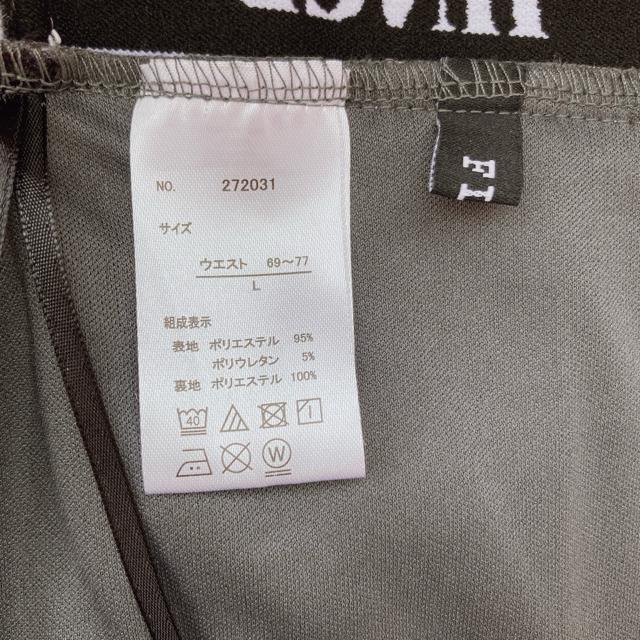 NO. 272031
サイズ
ウエスト 69～77
L
組成表示
表地 ポリエステル 95%
ポリウレタン 5%
裏地 ポリエステル 100%
40
W
FI